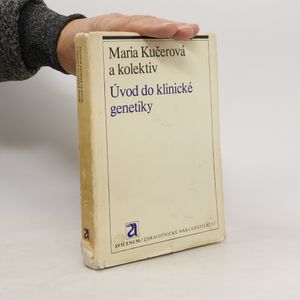 Maria Kučerová
a kolektiv
Úvod do klinické
genetiky
AVICENUM/ZDRAVOTNICKÉ NAKLADATELSTVÍ